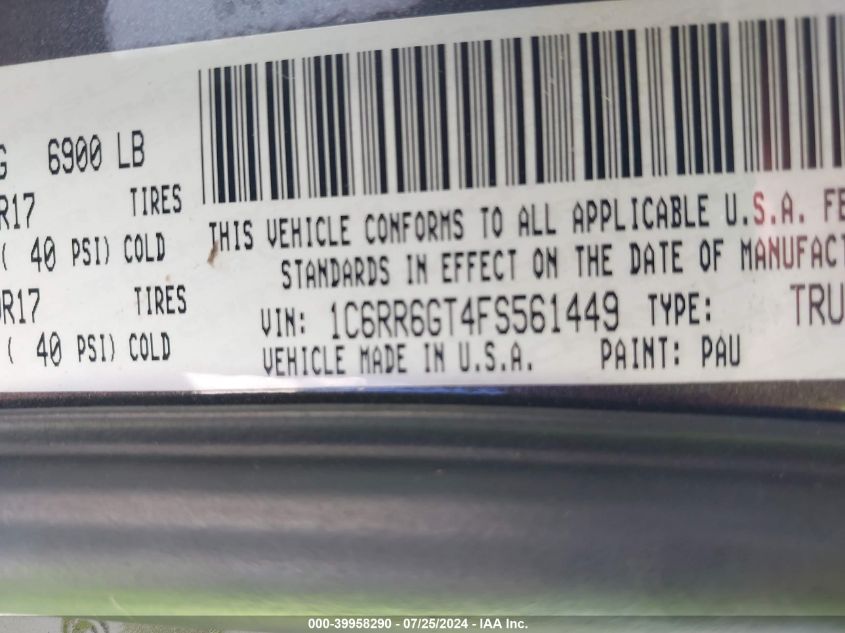 G 6900 LB
R17 TIRES
( 40 PSI) COLD
THIS VEHICLE CONFORMS TO ALL APPLICABLE U.S.A. FE
STANDARDS IN EFFECT ON THE DATE OF MANUFACT
R17 TIRES
VIN: 1C6RR6GT4FS561449 TYPE: TRU
( 40 PSI) COLD
VEHICLE MADE IN U.S.A. PAINT: PAU
000-39958290 - 07/25/2024 - IAA Inc.